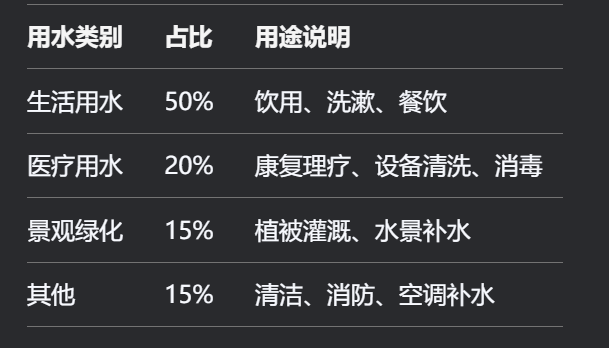 用水类别 占比 用途说明
生活用水 50% 饮用、洗漱、餐饮
医疗用水 20% 康复理疗、设备清洗、消毒
景观绿化 15% 植被灌溉、水景补水
其他 15% 清洁、消防、空调补水